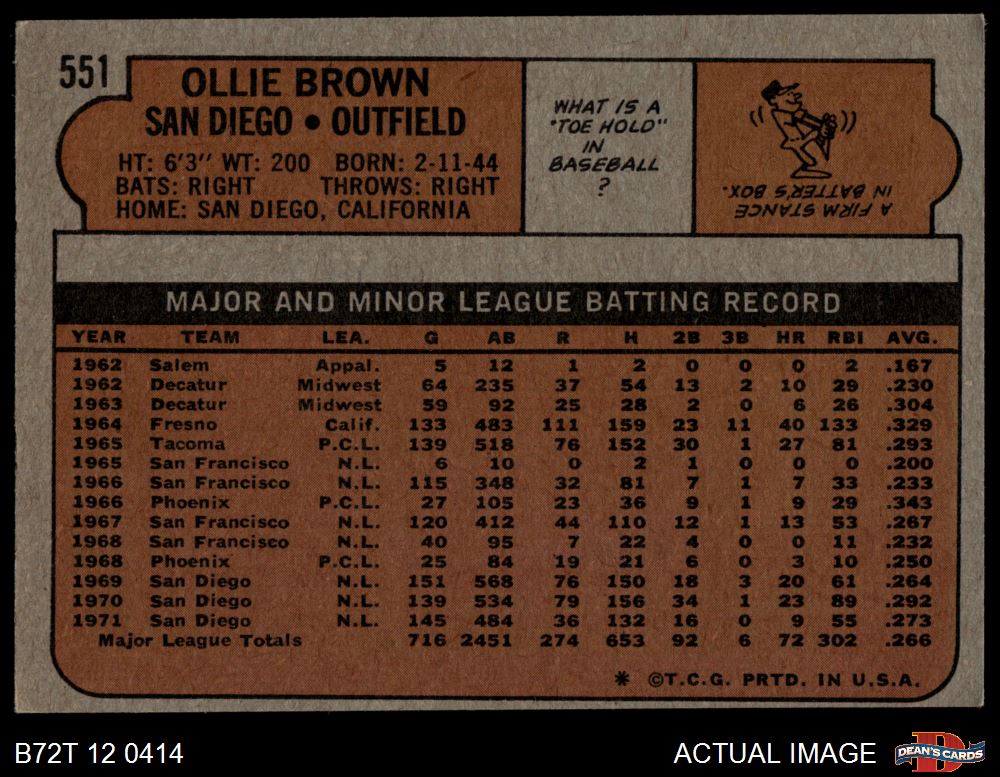 551
OLLIE BROWN
SAN DIEGO • OUTFIELD
HT: 6'3" WT: 200 BORN: 2-11-44
BATS: RIGHT THROWS: RIGHT
HOME: SAN DIEGO, CALIFORNIA
WHAT IS A
"TOE HOLD"
IN
BASEBALL
?
A FIRM STANCE
IN BATTER'S BOX.
MAJOR AND MINOR LEAGUE BATTING RECORD
YEAR TEAM LEA. G AB R H 2B 3B HR RBI AVG.
1962 Salem Appal. 5 12 1 2 0 0 0 2 .167
1962 Decatur Midwest 64 235 37 54 13 2 10 29 .230
1963 Decatur Midwest 59 92 25 28 2 0 6 26 .304
1964 Fresno Calif. 133 483 111 159 23 11 40 133 .329
1965 Tacoma P.C.L. 139 518 76 152 30 1 27 81 .293
1965 San Francisco N.L. 6 10 0 2 1 0 0 0 .200
1966 San Francisco N.L. 115 348 32 81 7 1 7 33 .233
1966 Phoenix P.C.L. 27 105 23 36 9 1 9 29 .343
1967 San Francisco N.L. 120 412 44 110 12 1 13 53 .267
1968 San Francisco N.L. 40 95 7 22 4 0 0 11 .232
1968 Phoenix P.C.L. 25 84 19 21 6 0 3 10 .250
1969 San Diego N.L. 151 568 76 150 18 3 20 61 .264
1970 San Diego N.L. 139 534 79 156 34 1 23 89 .292
1971 San Diego N.L. 145 484 36 132 16 0 9 55 .273
Major League Totals 716 2451 274 653 92 6 72 302 .266
* ©T.C.G. PRTD. IN U.S.A.
B72T 12 0414
ACTUAL IMAGE
D
DEAN'S CARDS